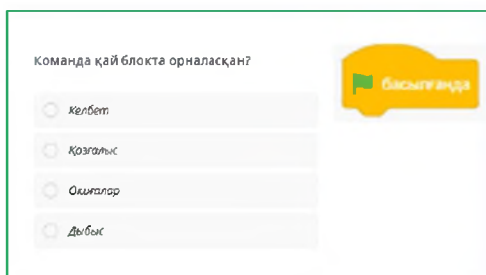 Команда қай блокта орналасқан?
басылғанда
Келбет
Қозғалыс
Оқиғалар
Дыбыс